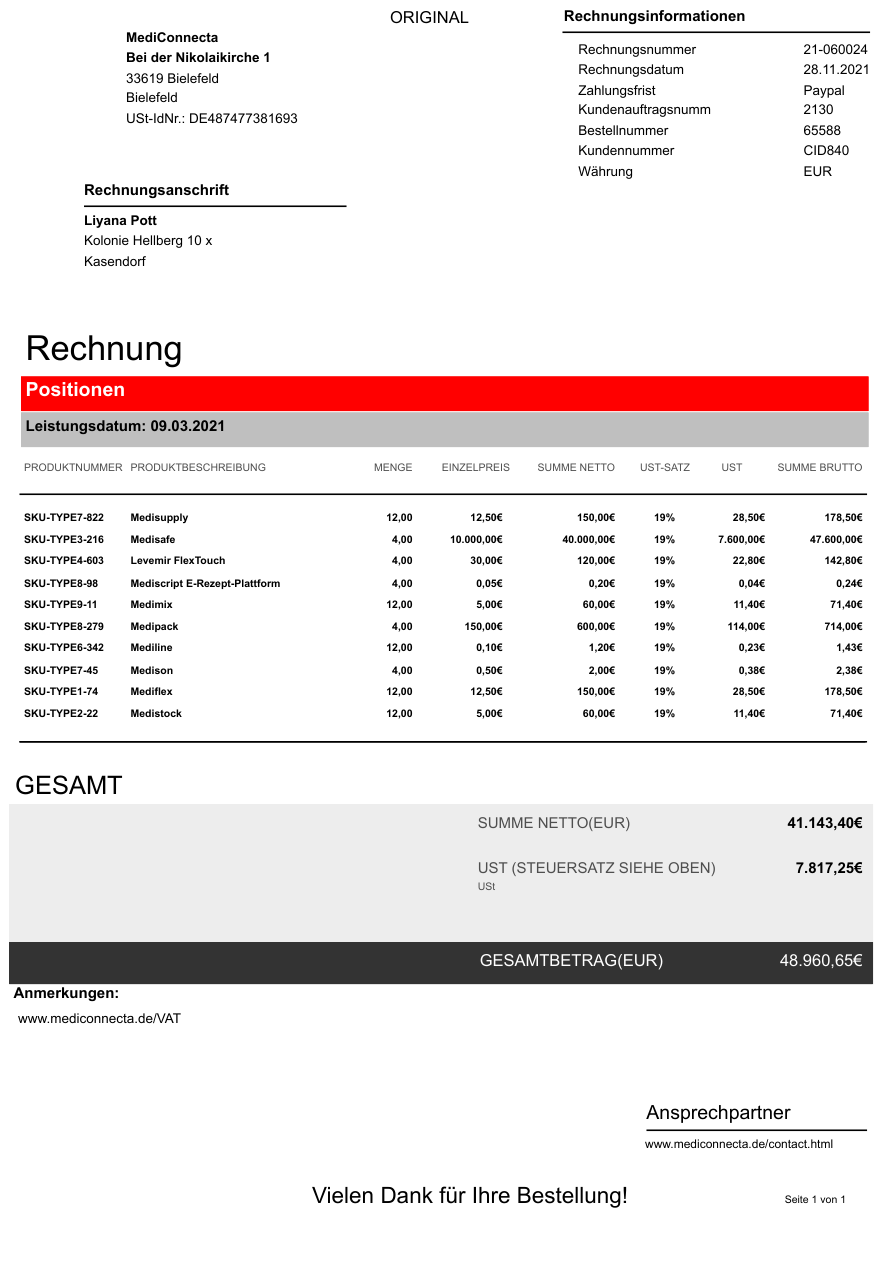 ORIGINAL
MediConnecta
Bei der Nikolaikirche 1
33619 Bielefeld
Bielefeld
USt-IdNr.: DE487477381693
Rechnungsinformationen
Rechnungsnummer 21-060024
Rechnungsdatum 28.11.2021
Zahlungsfrist Paypal
Kundenauftragsnumm 2130
Bestellnummer 65588
Kundennummer CID840
Währung EUR
Rechnungsanschrift
Liyana Pott
Kolonie Hellberg 10 x
Kasendorf
Rechnung
Positionen
Leistungsdatum: 09.03.2021
PRODUKTNUMMER PRODUKTBESCHREIBUNG MENGE EINZELPREIS SUMME NETTO UST-SATZ UST SUMME BRUTTO
SKU-TYPE7-822 Medisupply 12,00 12,50€ 150,00€ 19% 28,50€ 178,50€
SKU-TYPE3-216 Medisafe 4,00 10.000,00€ 40.000,00€ 19% 7.600,00€ 47.600,00€
SKU-TYPE4-603 Levemir FlexTouch 4,00 30,00€ 120,00€ 19% 22,80€ 142,80€
SKU-TYPE8-98 Mediscript E-Rezept-Plattform 4,00 0,05€ 0,20€ 19% 0,04€ 0,24€
SKU-TYPE9-11 Medimix 12,00 5,00€ 60,00€ 19% 11,40€ 71,40€
SKU-TYPE8-279 Medipack 4,00 150,00€ 600,00€ 19% 114,00€ 714,00€
SKU-TYPE6-342 Mediline 12,00 0,10€ 1,20€ 19% 0,23€ 1,43€
SKU-TYPE7-45 Medison 4,00 0,50€ 2,00€ 19% 0,38€ 2,38€
SKU-TYPE1-74 Mediflex 12,00 12,50€ 150,00€ 19% 28,50€ 178,50€
SKU-TYPE2-22 Medistock 12,00 5,00€ 60,00€ 19% 11,40€ 71,40€
GESAMT
SUMME NETTO(EUR) 41.143,40€
UST (STEUERSATZ SIEHE OBEN) 7.817,25€
USt
GESAMTBETRAG(EUR) 48.960,65€
Anmerkungen:
www.mediconnecta.de/VAT
Ansprechpartner
www.mediconnecta.de/contact.html
Vielen Dank für Ihre Bestellung!
Seite 1 von 1